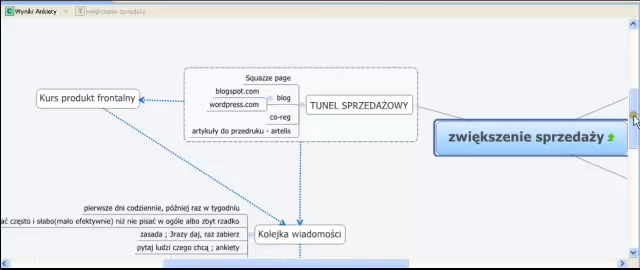 Wyniki Ankiety
zwiększenie sprzedaży
Squazze page
blogspot.com
blog
wordpress.com
co-reg
artykuły do przedruku - artelis
TUNEL SPRZEDAŻOWY
Kurs produkt frontalny
zwiększenie sprzedaży
pierwsze dni codziennie, później raz w tygodniu
często i słabo(mało efektywnie) niż nie pisać w ogóle albo zbyt rzadko
zasada ; 3razy daj, raz zabierz
pytaj ludzi czego chcą ; ankiety
Kolejka wiadomości